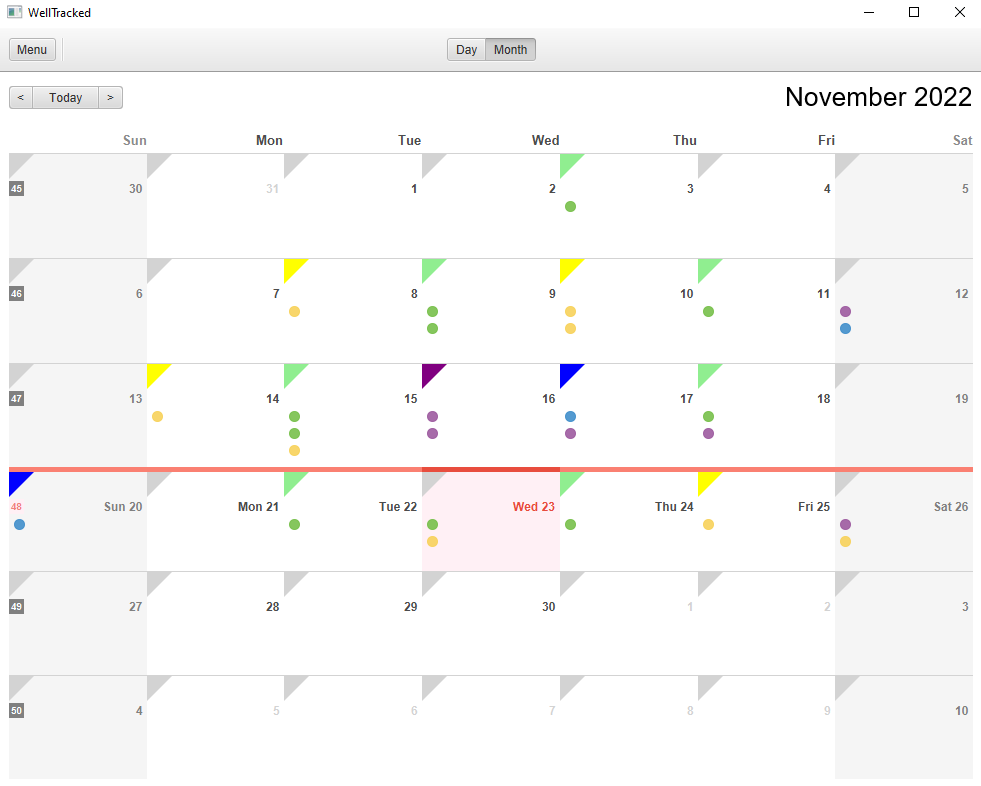 WellTracked
Menu Day Month
< Today > November 2022
Sun Mon Tue Wed Thu Fri Sat
45 30 31 1 2 3 4 5
46 6 7 8 9 10 11 12
47 13 14 15 16 17 18 19
48 Sun 20 Mon 21 Tue 22 Wed 23 Thu 24 Fri 25 Sat 26
49 27 28 29 30 1 2 3
50 4 5 6 7 8 9 10